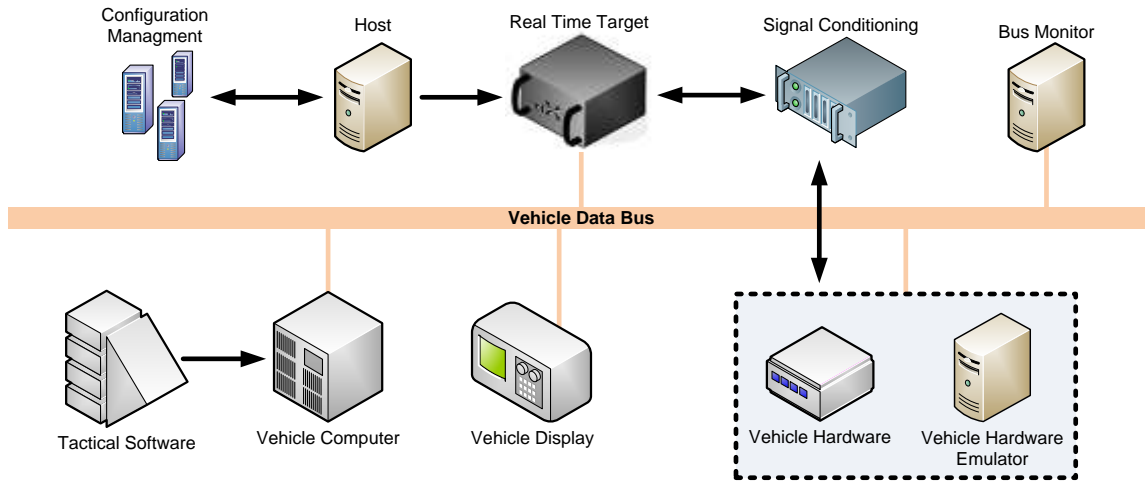 Configuration
Managment
Host
Real Time Target
Signal Conditioning
Bus Monitor
Vehicle Data Bus
Tactical Software
Vehicle Computer
Vehicle Display
Vehicle Hardware
Vehicle Hardware
Emulator